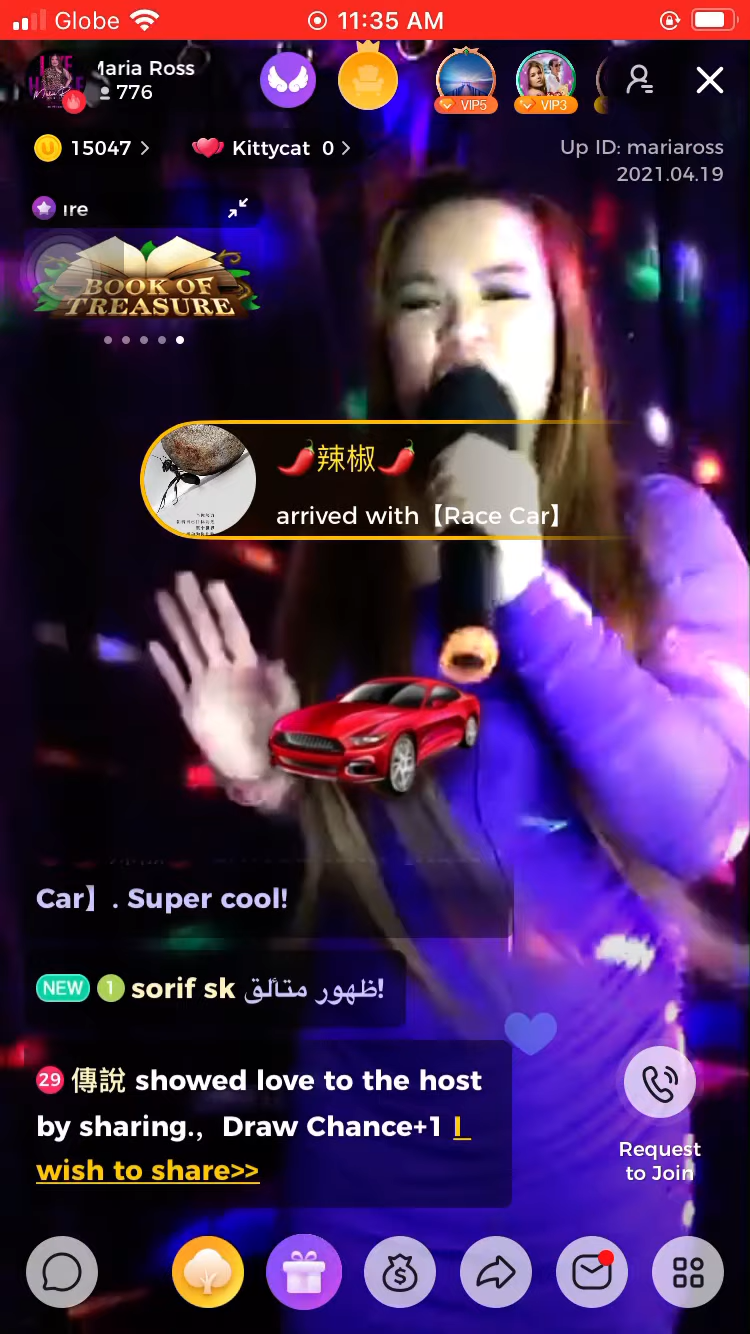 Globe 11:35 AM
Maria Ross
776
VIP5
VIP3
15047
Kittycat 0
Up ID: mariaross
2021.04.19
BOOK OF
TREASURE
🌶️辣椒🌶️
arrived with【Race Car】
Car】. Super cool!
NEW 1 sorif sk ظهور متألق!
29 傳說 showed love to the host
by sharing., Draw Chance+1 I
wish to share>>
Request
to Join